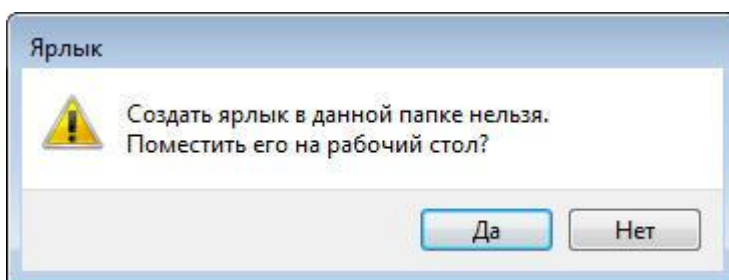 Ярлык
Создать ярлык в данной папке нельзя.
Поместить его на рабочий стол?
Да
Нет